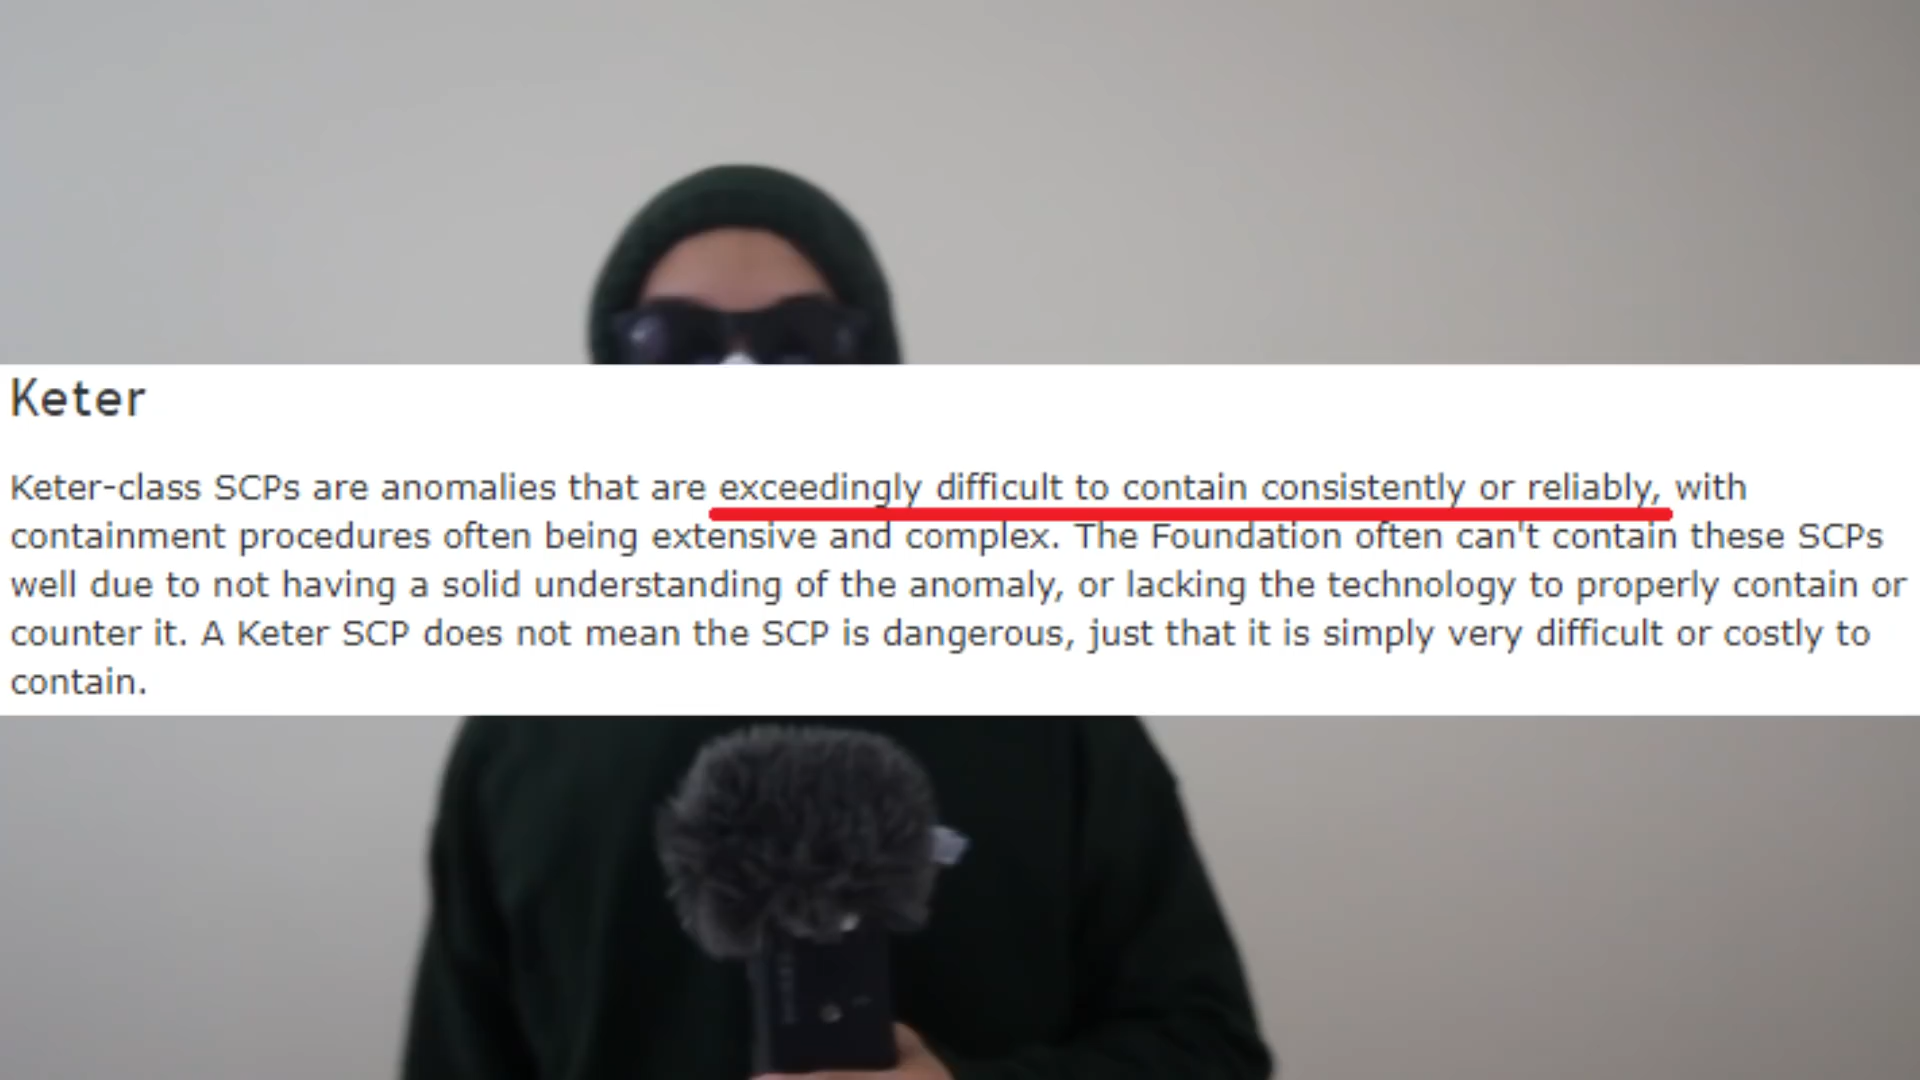 Keter
Keter-class SCPs are anomalies that are exceedingly difficult to contain consistently or reliably, with
containment procedures often being extensive and complex. The Foundation often can't contain these SCPs
well due to not having a solid understanding of the anomaly, or lacking the technology to properly contain or
counter it. A Keter SCP does not mean the SCP is dangerous, just that it is simply very difficult or costly to
contain.